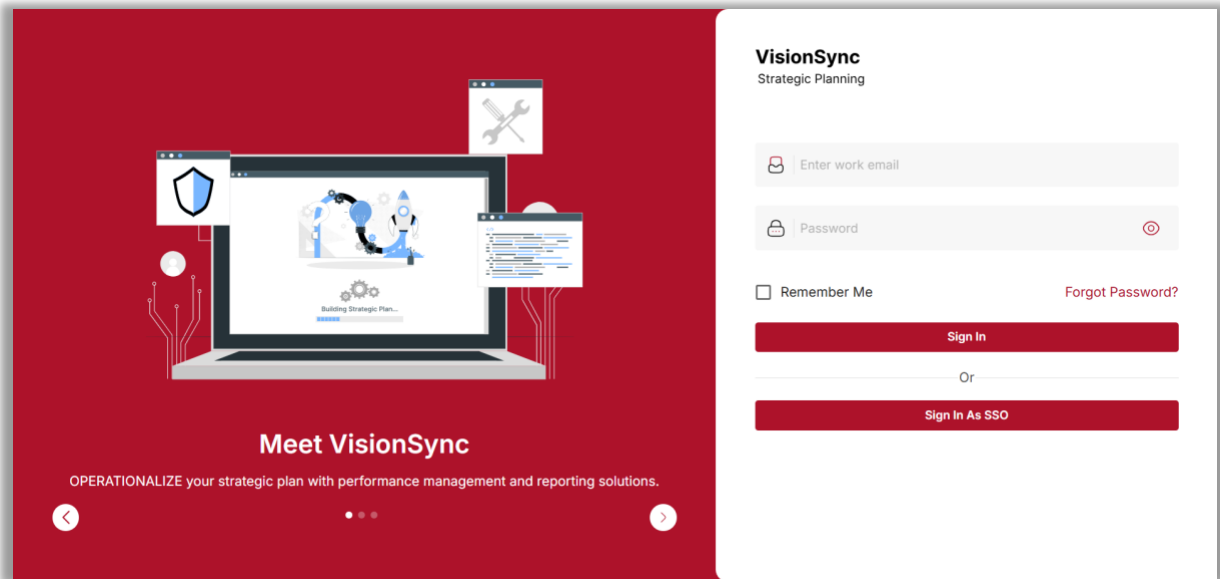 Building Strategic Plan...
Meet VisionSync
OPERATIONALIZE your strategic plan with performance management and reporting solutions.
VisionSync
Strategic Planning
Enter work email
Password
Remember Me
Forgot Password?
Sign In
Or
Sign In As SSO